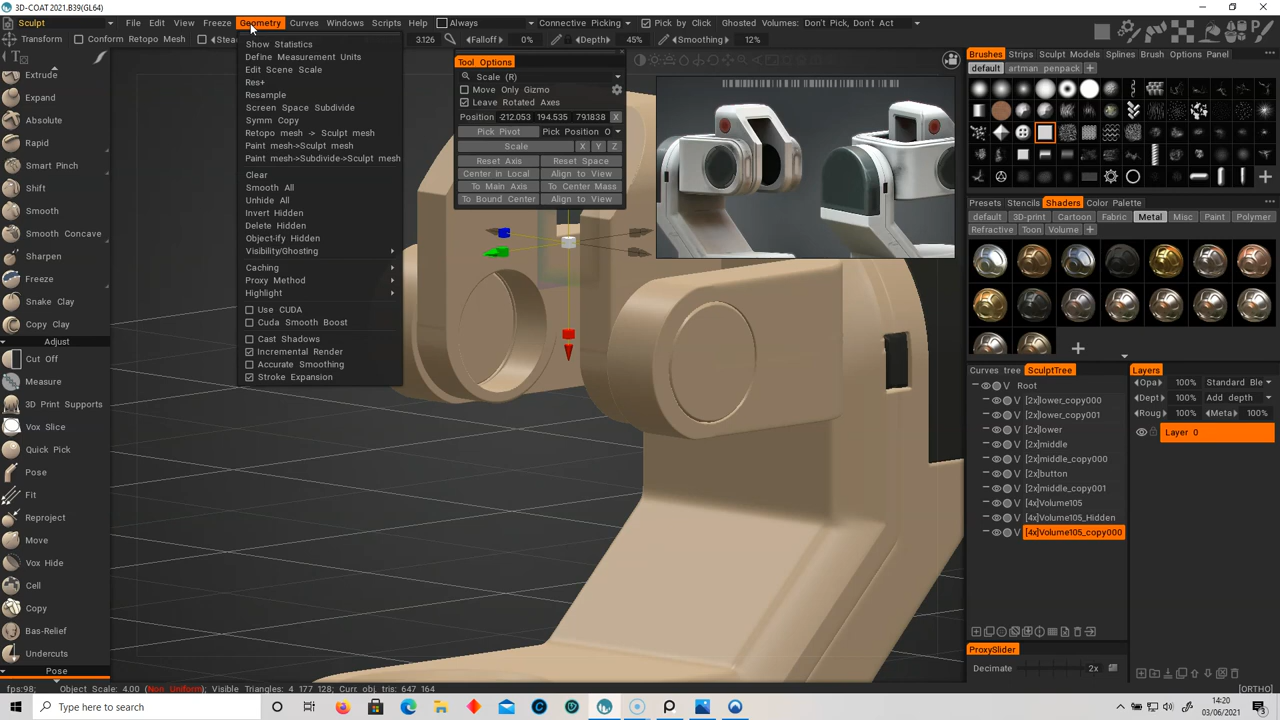 3D-COAT 2021.B39(GL64)
Sculpt File Edit View Freeze Geometry Curves Windows Scripts Help Always Connective Picking Pick by Click Ghosted Volumes: Don't Pick, Don't Act
Transform Conform Retopo Mesh 3.126 Falloff 0% Depth 45% Smoothing 12%
Extrude
Expand
Absolute
Rapid
Smart Pinch
Shift
Smooth
Smooth Concave
Sharpen
Freeze
Snake Clay
Copy Clay
Adjust
Cut Off
Measure
3D Print Supports
Vox Slice
Quick Pick
Pose
Fit
Reproject
Move
Vox Hide
Cell
Copy
Bas-Relief
Undercuts
Pose
Show Statistics
Define Measurement Units
Edit Scene Scale
Res+
Resample
Screen Space Subdivide
Symm Copy
Retopo mesh -> Sculpt mesh
Paint mesh->Sculpt mesh
Paint mesh->Subdivide->Sculpt mesh
Clear
Smooth All
Unhide All
Invert Hidden
Delete Hidden
Object-ify Hidden
Visibility/Ghosting
Caching
Proxy Method
Highlight
Use CUDA
Cuda Smooth Boost
Cast Shadows
Incremental Render
Accurate Smoothing
Stroke Expansion
Tool Options
Scale (R)
Move Only Gizmo
Leave Rotated Axes
Position -212.053 194.535 79.1838 X
Pick Pivot Pick Position O
Scale X Y Z
Reset Axis Reset Space
Center in Local Align to View
To Main Axis To Center Mass
To Bound Center Align to View
Brushes Strips Sculpt Models Splines Brush Options Panel
default artman penpack
Presets Stencils Shaders Color Palette
default 3D-print Cartoon Fabric Metal Misc Paint Polymer
Refractive Toon Volume
Curves tree SculptTree
Root
V [2x]lower_copy000
V [2x]lower_copy001
V [2x]lower
V [2x]middle
V [2x]middle_copy000
V [2x]button
V [2x]middle_copy001
V [4x]Volume105
V [4x]Volume105_Hidden
V [4x]Volume105_copy000
Layers
Opa 100% Standard Ble
Dept 100% Add depth
Roug 100% Meta 100%
Layer 0
ProxySlider
Decimate 2x
fps:98; Object Scale: 4.00 (Non Uniform); Visible Triangles: 4 177 128; Curr. obj. tris: 647 164 [ORTHO]
Type here to search
14:20
03/06/2021